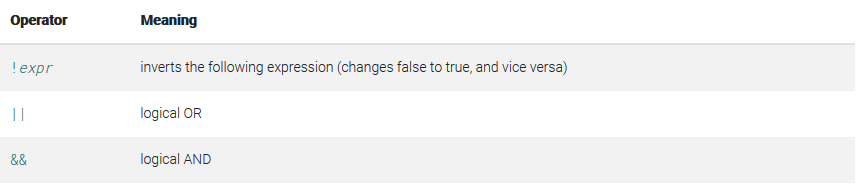 Operator Meaning
!expr inverts the following expression (changes false to true, and vice versa)
|| logical OR
&& logical AND